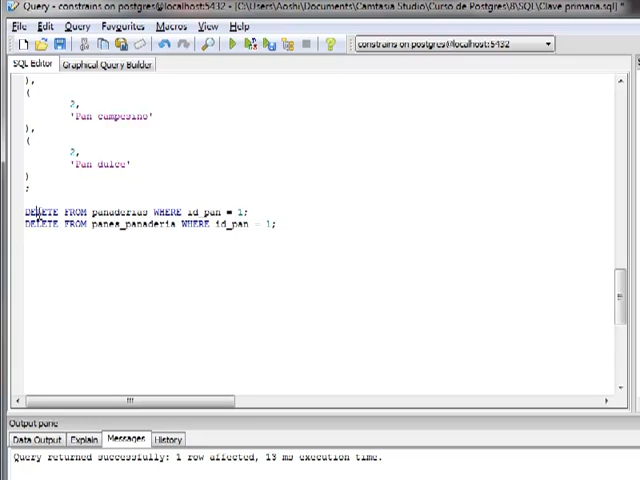 Query - constrains on postgres@localhost:5432 - [C:\Users\Aoshi\Documents\Camtasia Studio\Curso de Postgres\8\SQL\Clave primaria.sql] *
File Edit Query Favourites Macros View Help
constrains on postgres@localhost:5432
SQL Editor Graphical Query Builder
),
(
2,
'Pan campesino'
),
(
2,
'Pan dulce'
)
;
DELETE FROM panaderias WHERE id_pan = 1;
DELETE FROM panes_panaderia WHERE id_pan = 1;
Output pane
Data Output Explain Messages History
Query returned successfully: 1 row affected, 13 ms execution time.